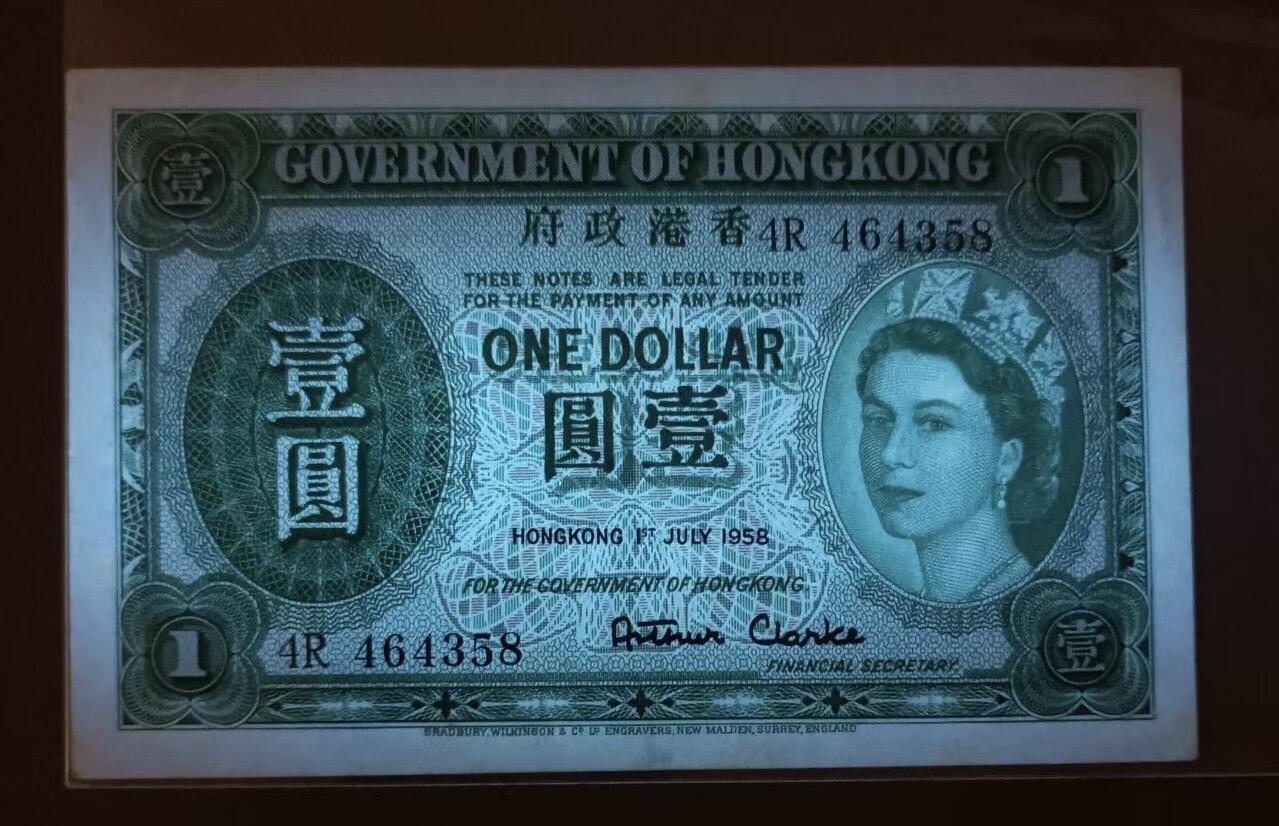 壹 GOVERNMENT OF HONGKONG 1
府政港香 4R 464358
THESE NOTES ARE LEGAL TENDER
FOR THE PAYMENT OF ANY AMOUNT
ONE DOLLAR
圓壹
壹圓
HONGKONG 1ST JULY 1958
FOR THE GOVERNMENT OF HONGKONG
Arthur Clarke
1 4R 464358
FINANCIAL SECRETARY.
壹
BRADBURY, WILKINSON & Co Ld ENGRAVERS, NEW MALDEN, SURREY, ENGLAND